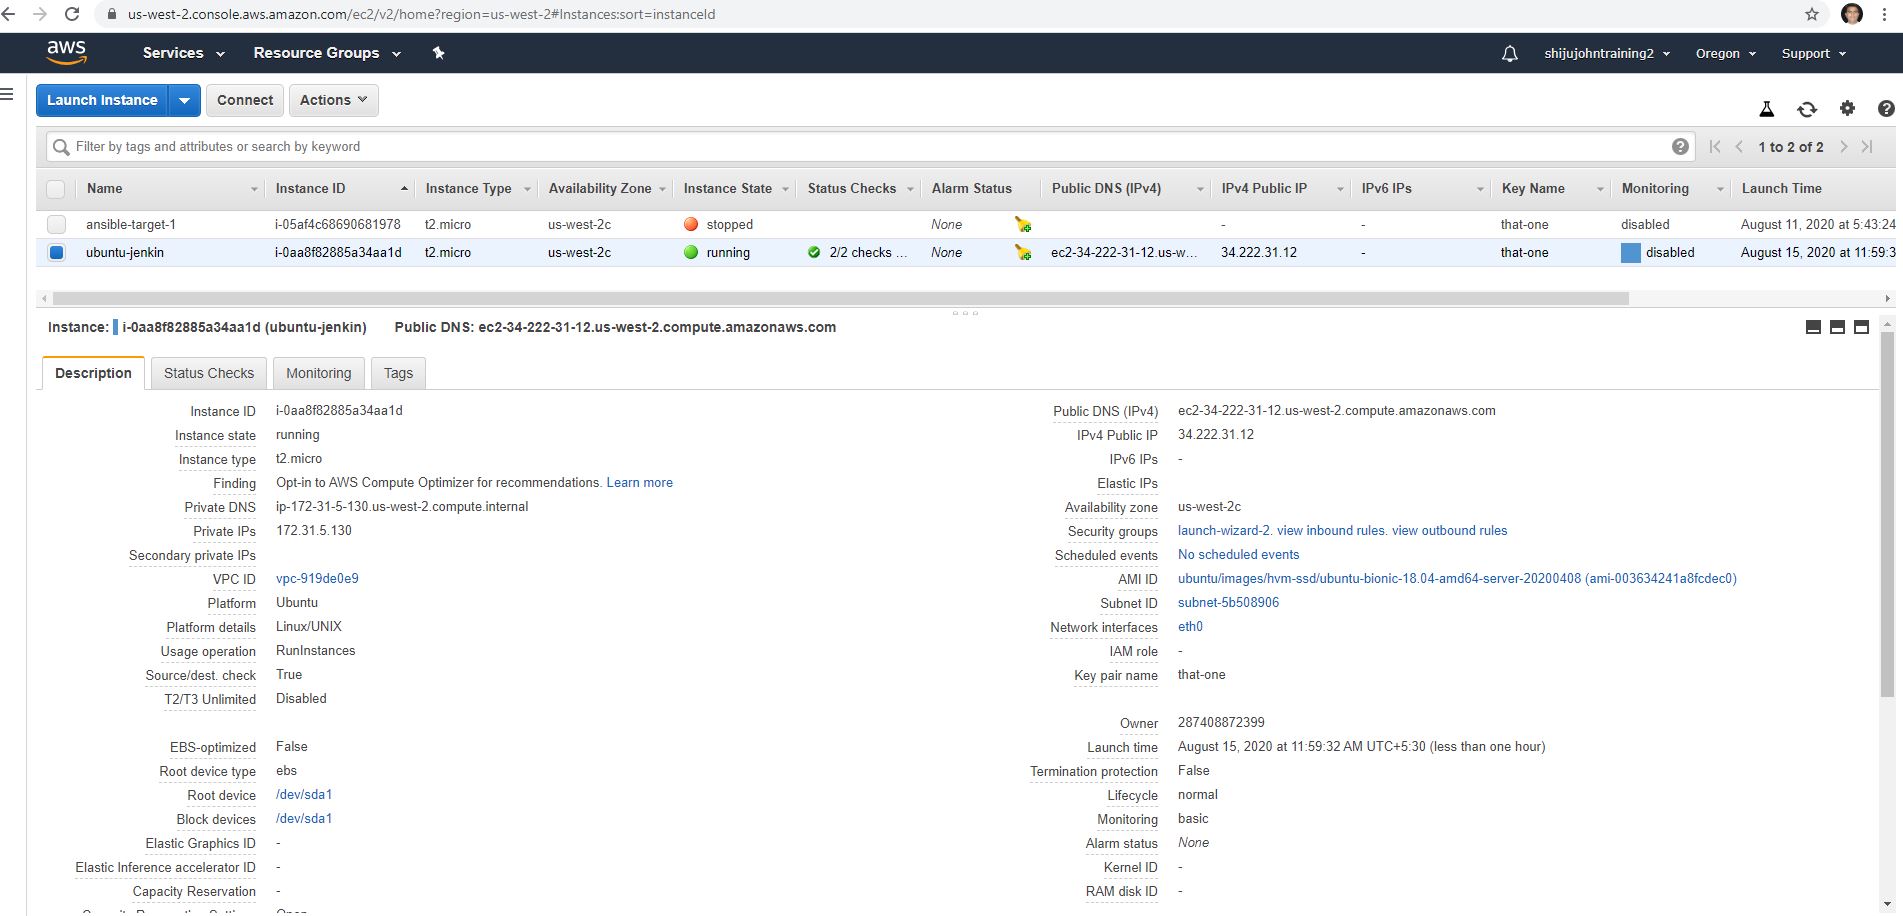 us-west-2.console.aws.amazon.com/ec2/v2/home?region=us-west-2#Instances:sort=instanceId
aws Services Resource Groups shijujohntraining2 Oregon Support
Launch Instance Connect Actions
Filter by tags and attributes or search by keyword 1 to 2 of 2
Name Instance ID Instance Type Availability Zone Instance State Status Checks Alarm Status Public DNS (IPv4) IPv4 Public IP IPv6 IPs Key Name Monitoring Launch Time
ansible-target-1 i-05af4c68690681978 t2.micro us-west-2c stopped None - - that-one disabled August 11, 2020 at 5:43:24
ubuntu-jenkin i-0aa8f82885a34aa1d t2.micro us-west-2c running 2/2 checks ... None ec2-34-222-31-12.us-w... 34.222.31.12 - that-one disabled August 15, 2020 at 11:59:3
Instance: i-0aa8f82885a34aa1d (ubuntu-jenkin) Public DNS: ec2-34-222-31-12.us-west-2.compute.amazonaws.com
Description Status Checks Monitoring Tags
Instance ID i-0aa8f82885a34aa1d
Instance state running
Instance type t2.micro
Finding Opt-in to AWS Compute Optimizer for recommendations. Learn more
Private DNS ip-172-31-5-130.us-west-2.compute.internal
Private IPs 172.31.5.130
Secondary private IPs
VPC ID vpc-919de0e9
Platform Ubuntu
Platform details Linux/UNIX
Usage operation RunInstances
Source/dest. check True
T2/T3 Unlimited Disabled
EBS-optimized False
Root device type ebs
Root device /dev/sda1
Block devices /dev/sda1
Elastic Graphics ID -
Elastic Inference accelerator ID -
Capacity Reservation -
Public DNS (IPv4) ec2-34-222-31-12.us-west-2.compute.amazonaws.com
IPv4 Public IP 34.222.31.12
IPv6 IPs -
Elastic IPs
Availability zone us-west-2c
Security groups launch-wizard-2. view inbound rules. view outbound rules
Scheduled events No scheduled events
AMI ID ubuntu/images/hvm-ssd/ubuntu-bionic-18.04-amd64-server-20200408 (ami-003634241a8fcdec0)
Subnet ID subnet-5b508906
Network interfaces eth0
IAM role -
Key pair name that-one
Owner 287408872399
Launch time August 15, 2020 at 11:59:32 AM UTC+5:30 (less than one hour)
Termination protection False
Lifecycle normal
Monitoring basic
Alarm status None
Kernel ID -
RAM disk ID -